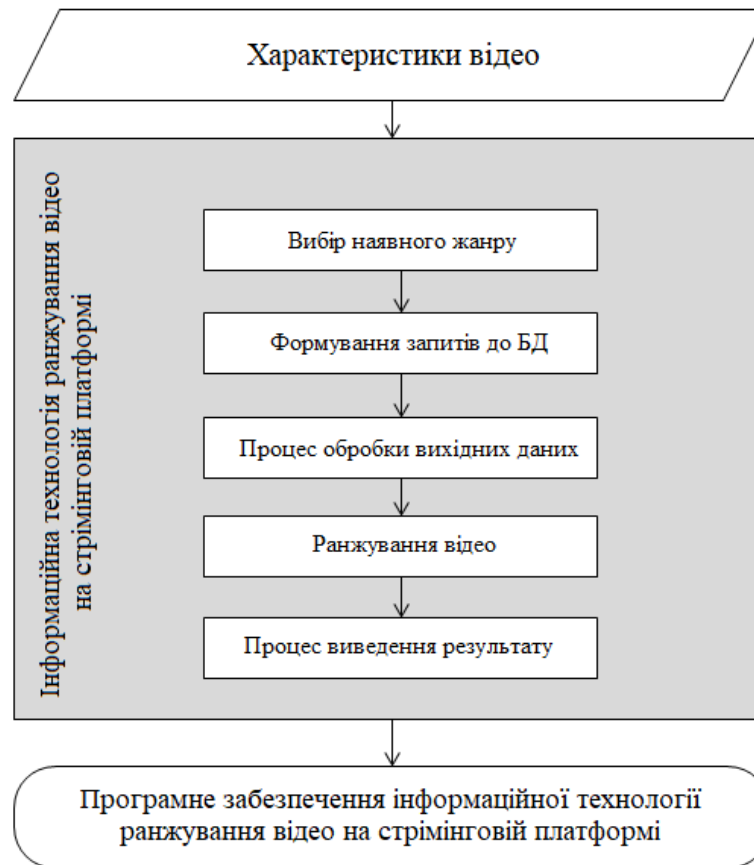 Характеристики відео
Інформаційна технологія ранжування відео
на стрімінговій платформі
Вибір наявного жанру
Формування запитів до БД
Процес обробки вихідних даних
Ранжування відео
Процес виведення результату
Програмне забезпечення інформаційної технології
ранжування відео на стрімінговій платформі